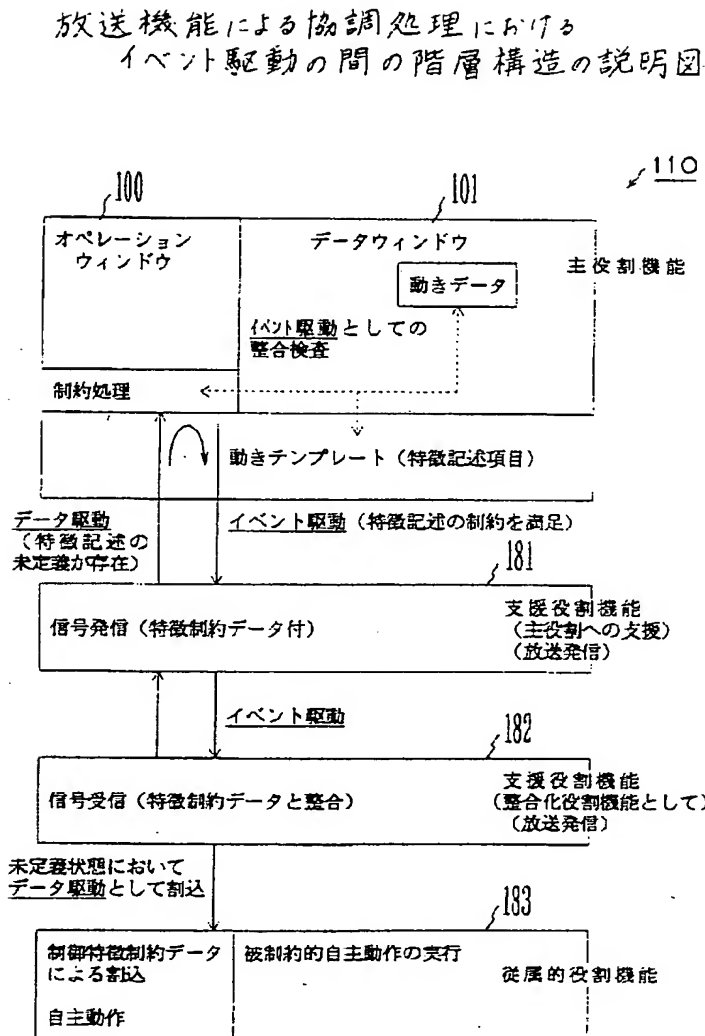 放送機能による協調処理における
イベント駆動の間の階層構造の説明図
110
100
101
オペレーション
ウィンドウ
データウィンドウ
主役割機能
動きデータ
イベント駆動としての
整合検査
制約処理
動きテンプレート（特徴記述項目）
データ駆動
（特徴記述の
未定義が存在）
イベント駆動（特徴記述の制約を満足）
181
信号発信（特徴制約データ付）
支援役割機能
（主役割への支援）
（放送発信）
イベント駆動
182
信号受信（特徴制約データと整合）
支援役割機能
（整合化役割機能として）
（放送発信）
未定義状態において
データ駆動として割込
183
制御特徴制約データ
による割込
被制約的自主動作の実行
従属的役割機能
自主動作